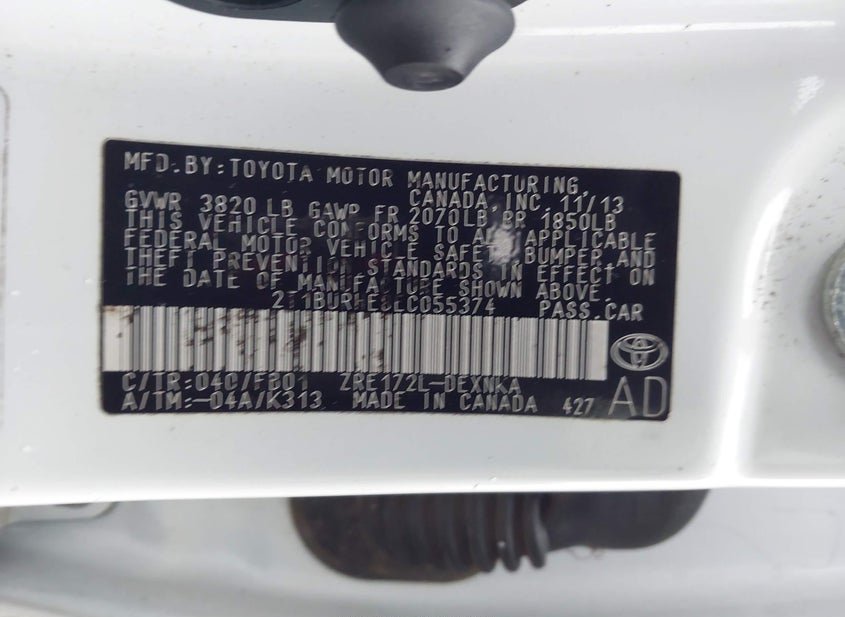 MFD. BY: TOYOTA MOTOR MANUFACTURING,
CANADA, INC. 11/13
GVWR 3820 LB GAWR FR 2070LB RR 1850LB
THIS VEHICLE CONFORMS TO ALL APPLICABLE
FEDERAL MOTOR VEHICLE SAFETY, BUMPER, AND
THEFT PREVENTION STANDARDS IN EFFECT ON
THE DATE OF MANUFACTURE SHOWN ABOVE.
PASS. CAR
C/TR: 040/FB01 ZRE172L-DEXNKA
A/TM:-04A/K313 MADE IN CANADA 427 AD